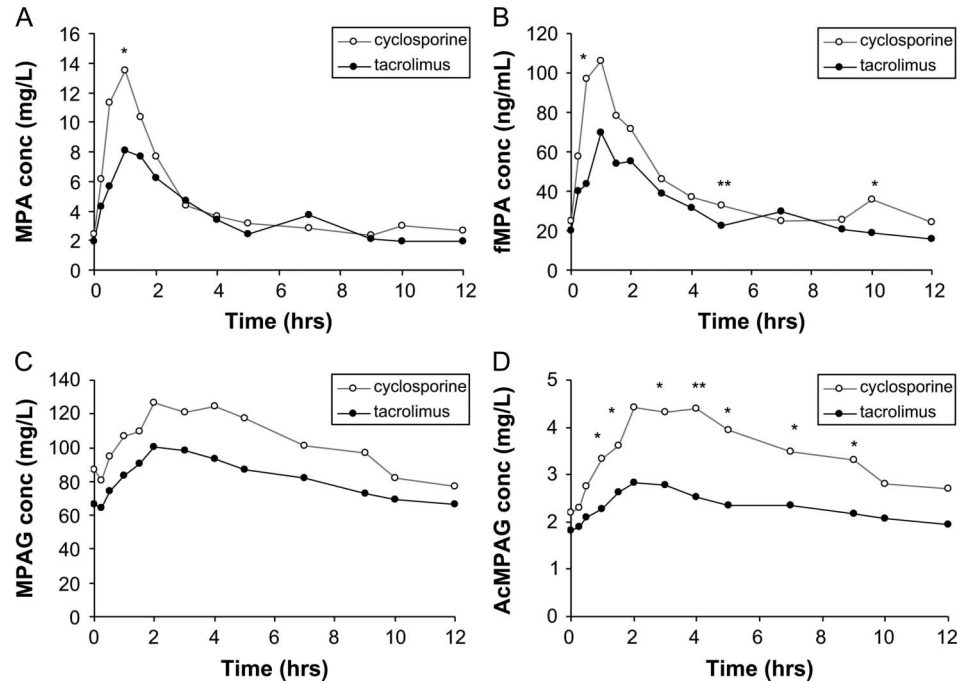 A
MPA conc (mg/L)
16
14
12
10
8
6
4
2
0
*
cyclosporine
tacrolimus
0 2 4 6 8 10 12
Time (hrs)
B
fMPA conc (ng/mL)
120
100
80
60
40
20
0
*
**
*
cyclosporine
tacrolimus
0 2 4 6 8 10 12
Time (hrs)
C
MPAG conc (mg/L)
140
120
100
80
60
40
20
0
cyclosporine
tacrolimus
0 2 4 6 8 10 12
Time (hrs)
D
AcMPAG conc (mg/L)
5
4
3
2
1
0
* *
* ** * * *
cyclosporine
tacrolimus
0 2 4 6 8 10 12
Time (hrs)